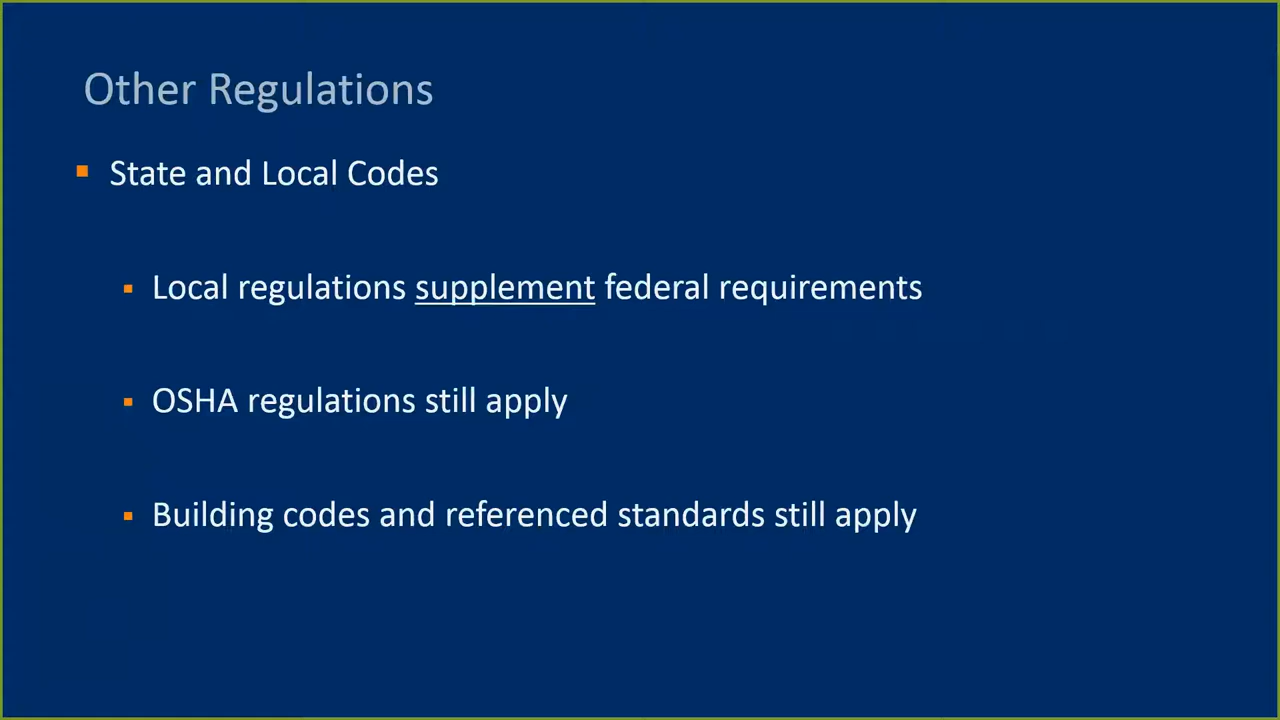 Other Regulations
State and Local Codes
Local regulations supplement federal requirements
OSHA regulations still apply
Building codes and referenced standards still apply